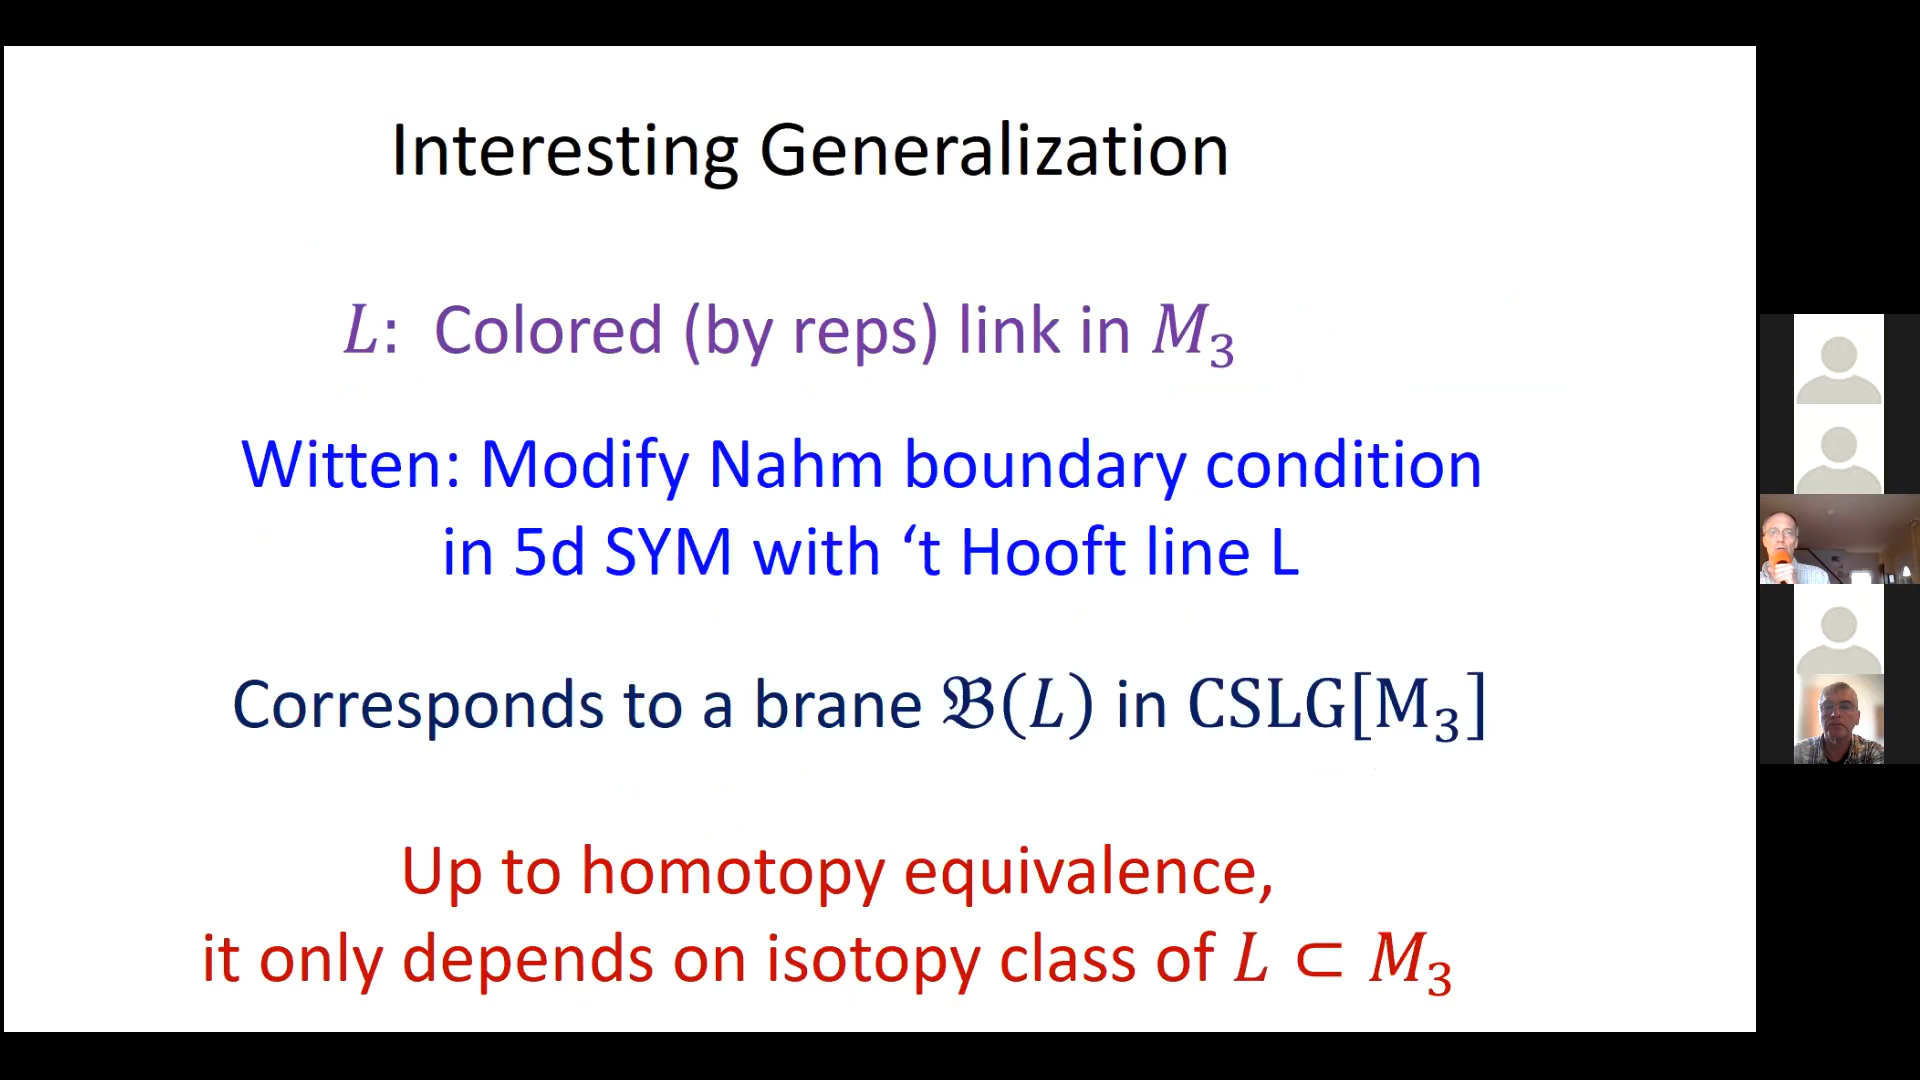 Interesting Generalization
L: Colored (by reps) link in M₃
Witten: Modify Nahm boundary condition
in 5d SYM with ‘t Hooft line L
Corresponds to a brane 𝔅(L) in CSLG[M₃]
Up to homotopy equivalence,
it only depends on isotopy class of L ⊂ M₃